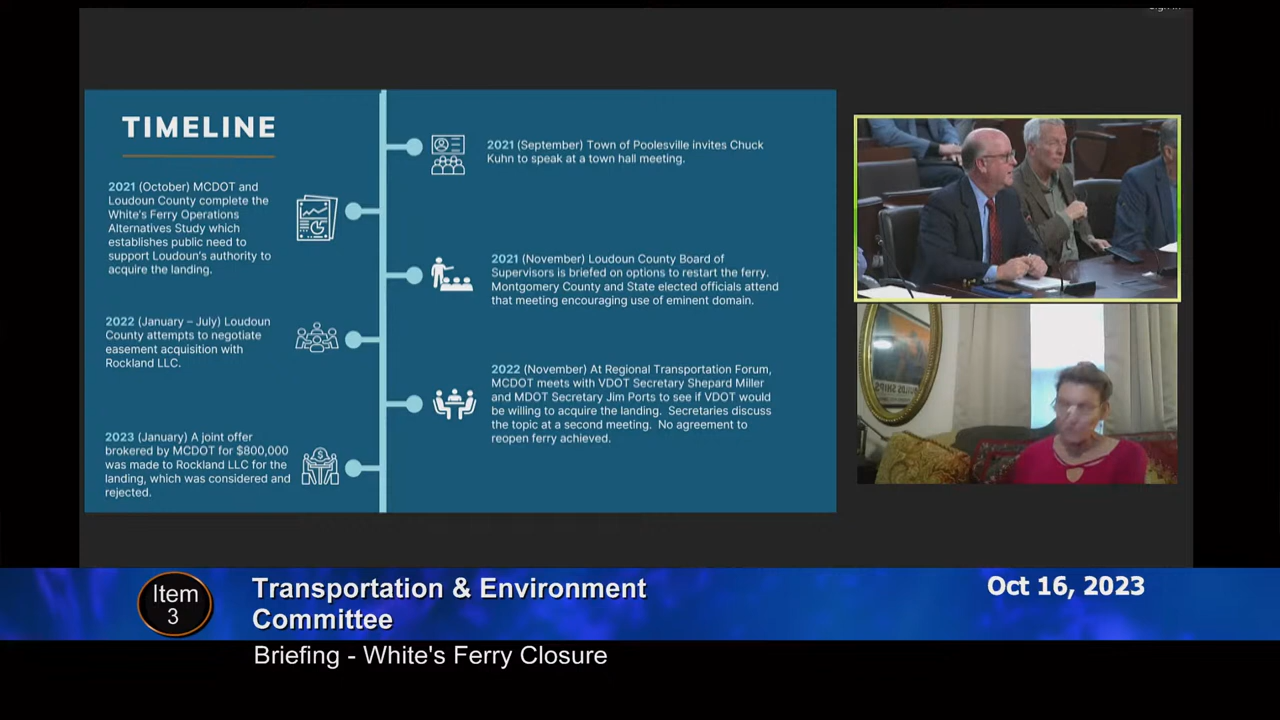 Sign In
TIMELINE
2021 (September) Town of Poolesville invites Chuck
Kuhn to speak at a town hall meeting.
2021 (October) MCDOT and
Loudoun County complete the
White's Ferry Operations
Alternatives Study which
establishes public need to
support Loudoun's authority to
acquire the landing.
2021 (November) Loudoun County Board of
Supervisors is briefed on options to restart the ferry.
Montgomery County and State elected officials attend
that meeting encouraging use of eminent domain.
2022 (January – July) Loudoun
County attempts to negotiate
easement acquisition with
Rockland LLC.
2022 (November) At Regional Transportation Forum,
MCDOT meets with VDOT Secretary Shepard Miller
and MDOT Secretary Jim Ports to see if VDOT would
be willing to acquire the landing. Secretaries discuss
the topic at a second meeting. No agreement to
reopen ferry achieved.
2023 (January) A joint offer
brokered by MCDOT for $800,000
was made to Rockland LLC for the
landing, which was considered and
rejected.
Item
3
Transportation & Environment
Committee
Oct 16, 2023
Briefing - White's Ferry Closure